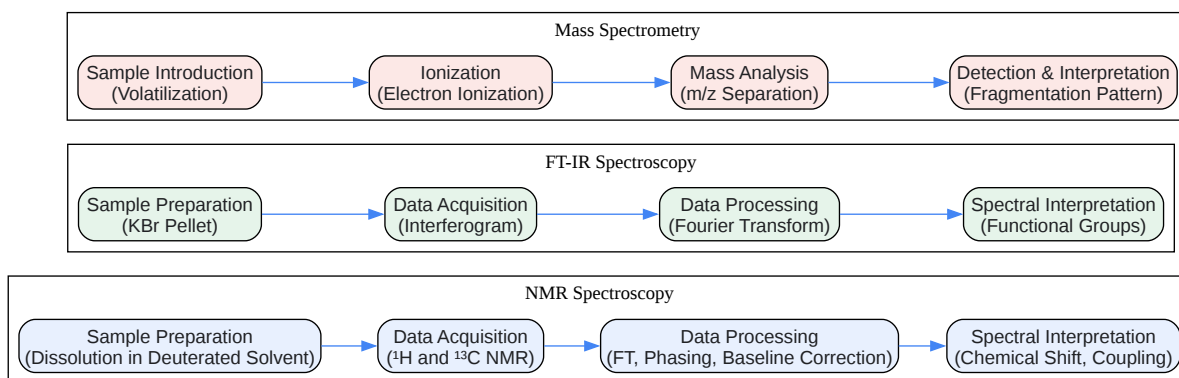 Mass Spectrometry
Sample Introduction
(Volatilization)
Ionization
(Electron Ionization)
Mass Analysis
(m/z Separation)
Detection & Interpretation
(Fragmentation Pattern)
FT-IR Spectroscopy
Sample Preparation
(KBr Pellet)
Data Acquisition
(Interferogram)
Data Processing
(Fourier Transform)
Spectral Interpretation
(Functional Groups)
NMR Spectroscopy
Sample Preparation
(Dissolution in Deuterated Solvent)
Data Acquisition
(¹H and ¹³C NMR)
Data Processing
(FT, Phasing, Baseline Correction)
Spectral Interpretation
(Chemical Shift, Coupling)